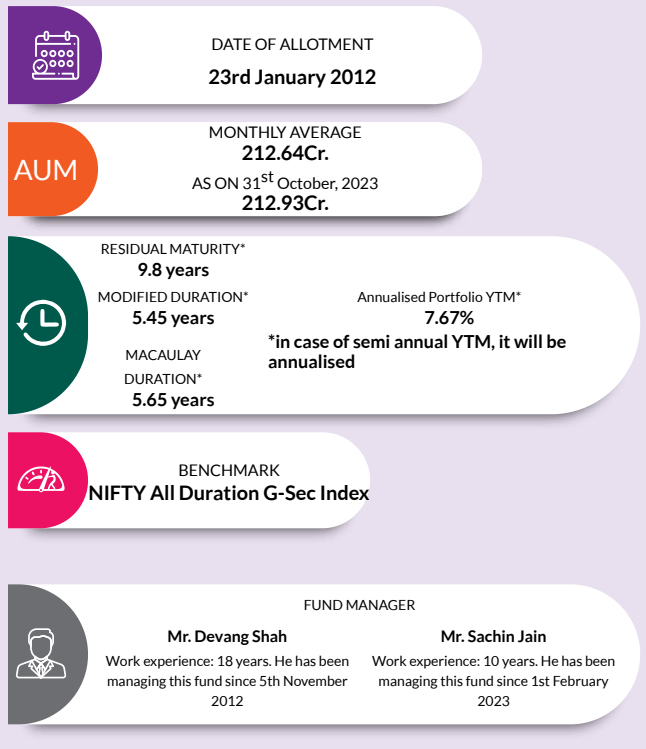 DATE OF ALLOTMENT
23rd January 2012
AUM
MONTHLY AVERAGE
212.64Cr.
AS ON 31st October, 2023
212.93Cr.
RESIDUAL MATURITY*
9.8 years
MODIFIED DURATION*
5.45 years
MACAULAY
DURATION*
5.65 years
Annualised Portfolio YTM*
7.67%
*in case of semi annual YTM, it will be
annualised
BENCHMARK
NIFTY All Duration G-Sec Index
FUND MANAGER
Mr. Devang Shah
Work experience: 18 years. He has been
managing this fund since 5th November
2012
Mr. Sachin Jain
Work experience: 10 years. He has been
managing this fund since 1st February
2023